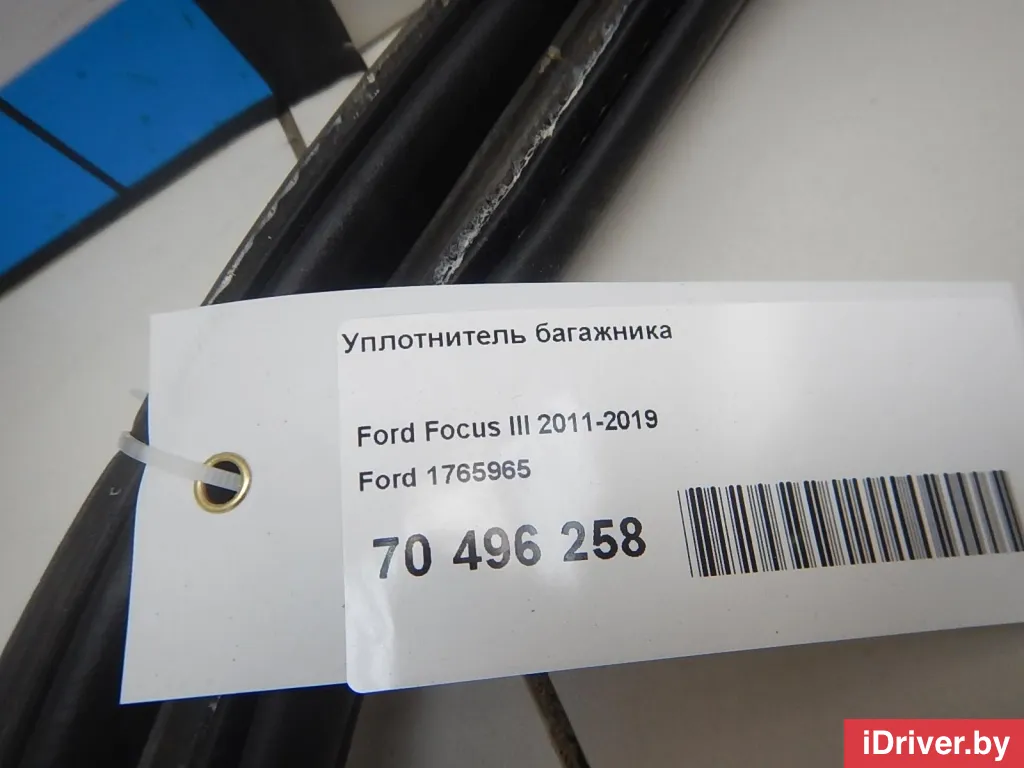 Уплотнитель багажника
Ford Focus III 2011-2019
Ford 1765965
70 496 258
iDriver.by